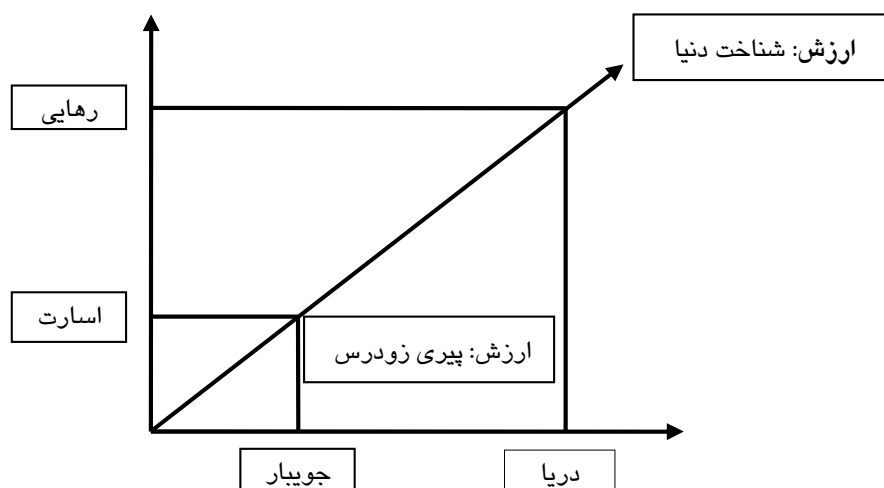 ارزش: شناخت دنیا
رهایی
اسارت
ارزش: پیری زودرس
دریا
جویبار